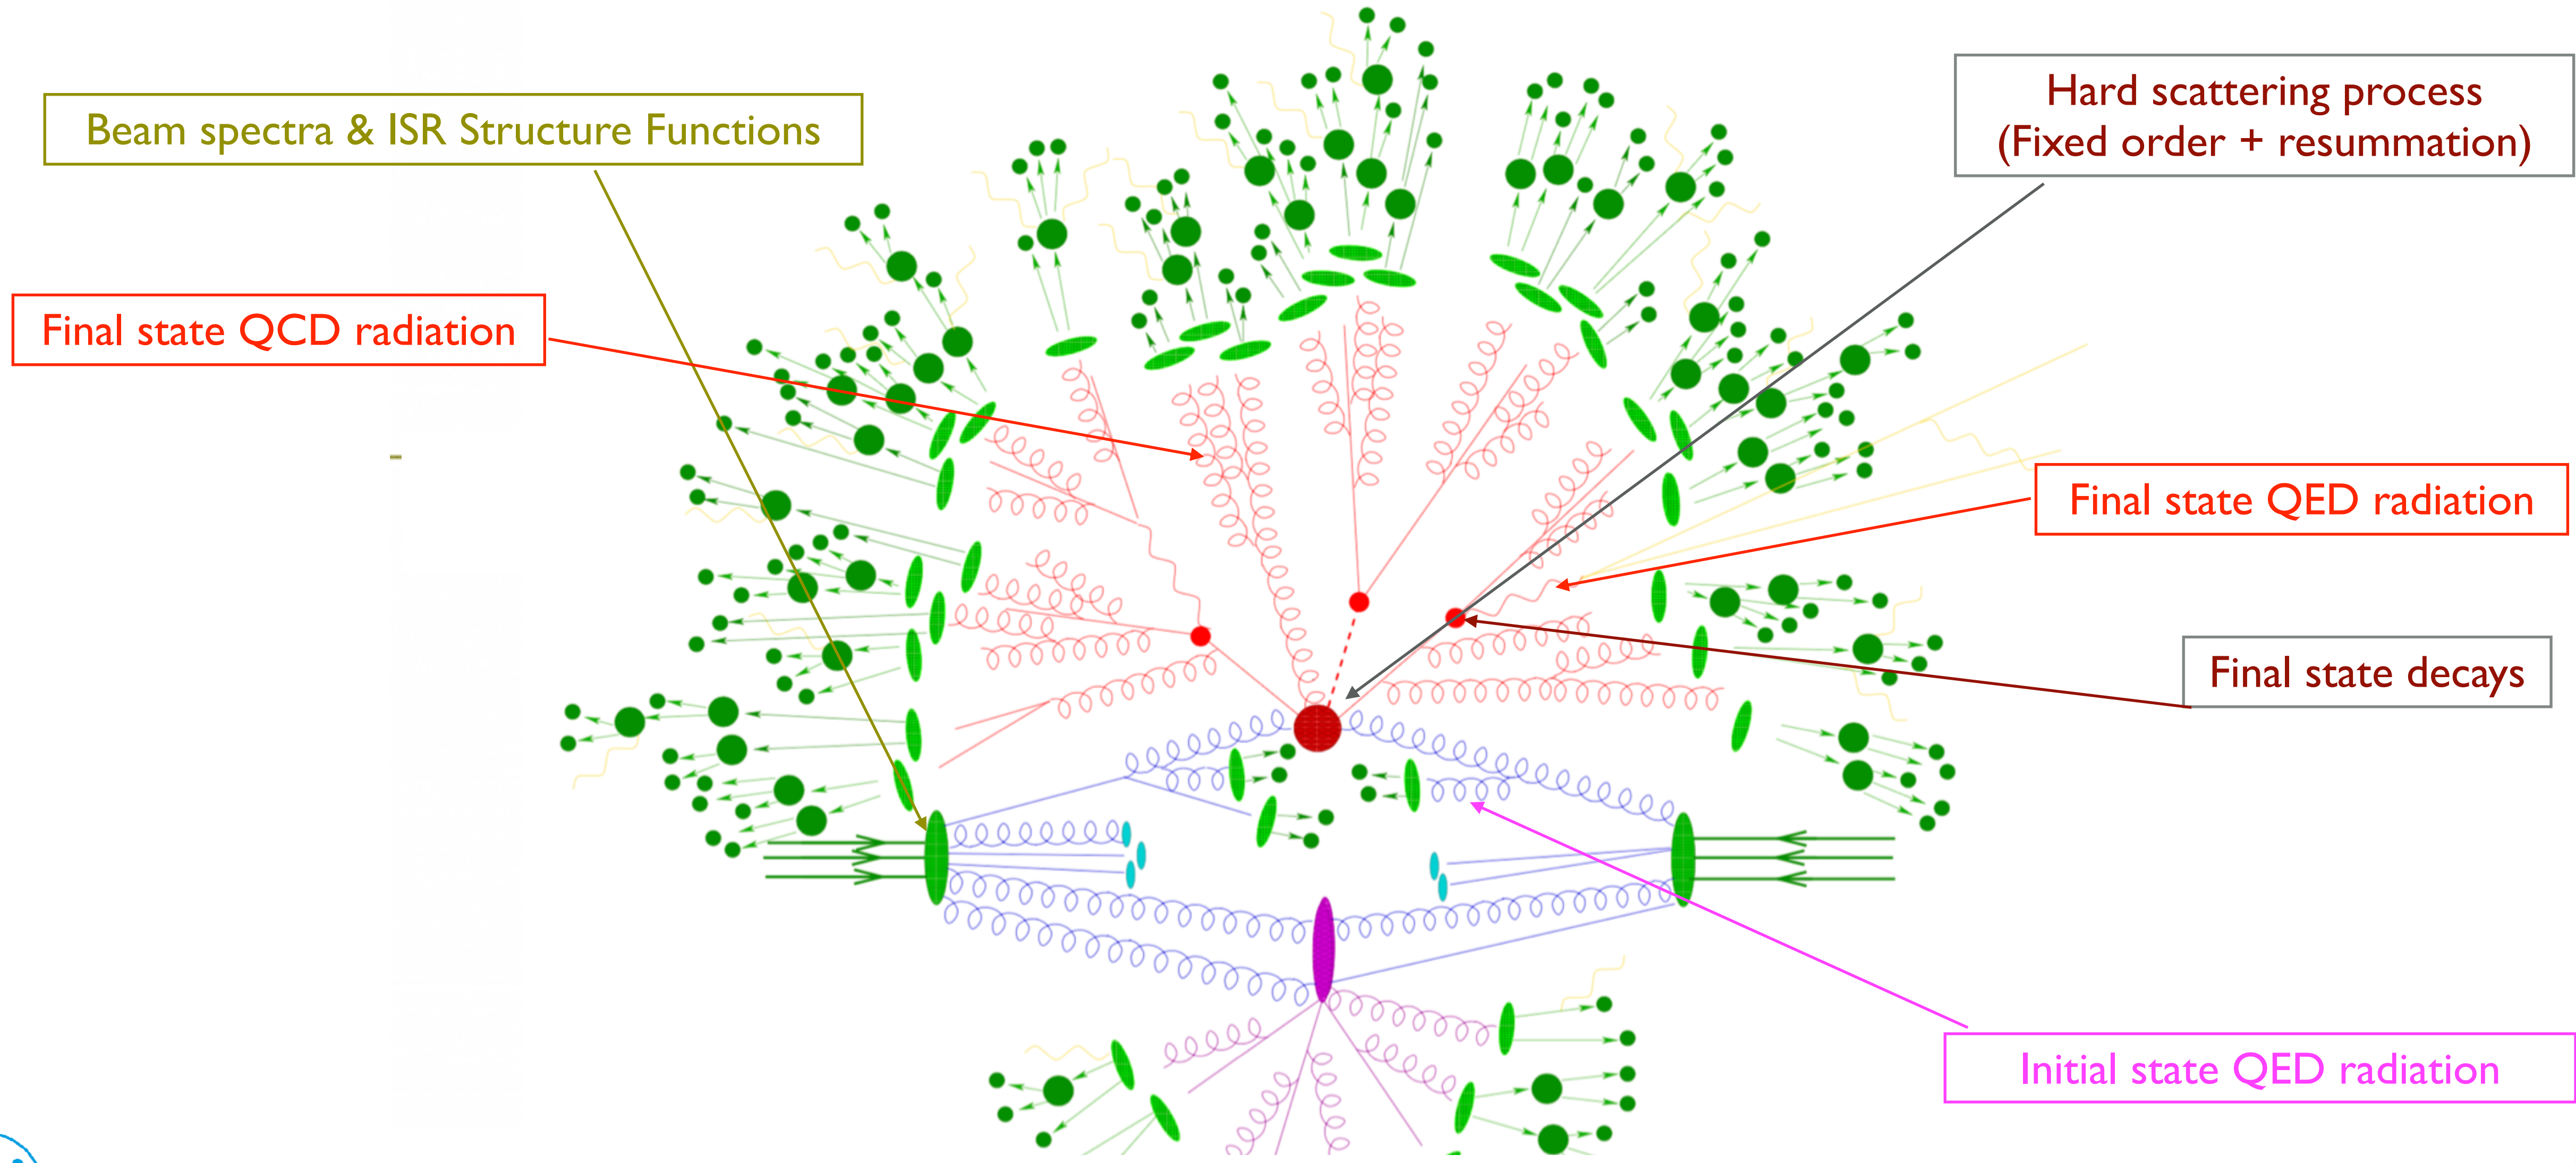 Beam spectra & ISR Structure Functions
Hard scattering process
(Fixed order + resummation)
Final state QCD radiation
Final state QED radiation
Final state decays
Initial state QED radiation